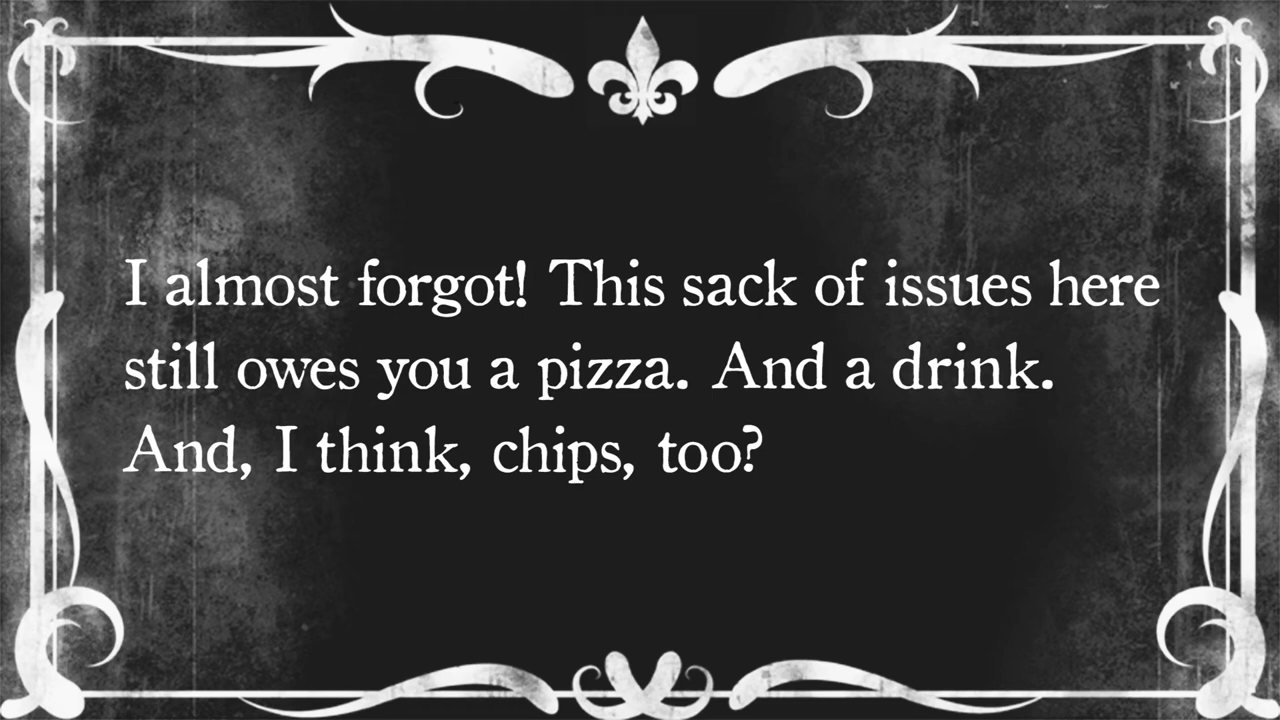 I almost forgot! This sack of issues here
still owes you a pizza. And a drink.
And, I think, chips, too?